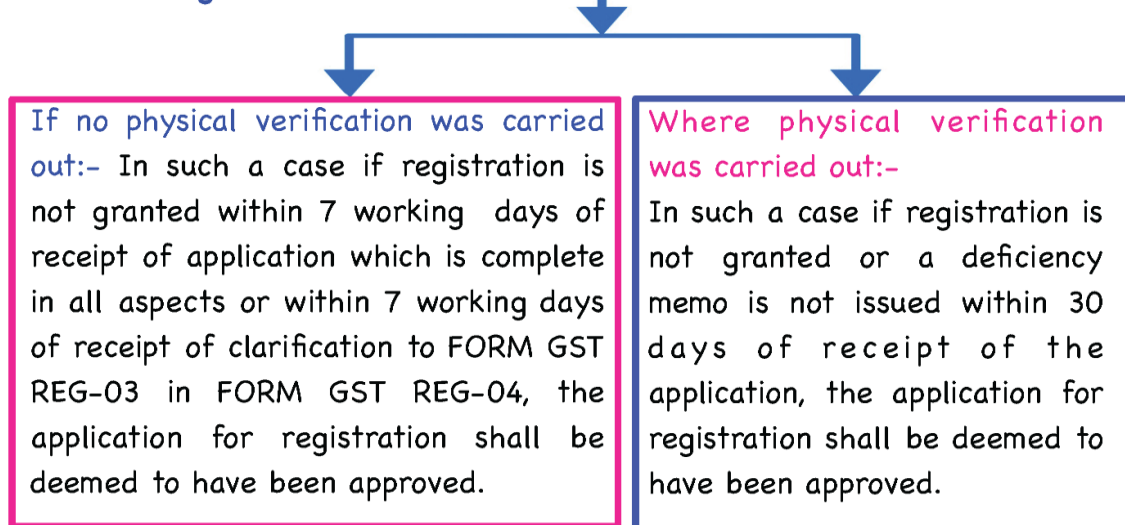 If no physical verification was carried
out:- In such a case if registration is
not granted within 7 working days of
receipt of application which is complete
in all aspects or within 7 working days
of receipt of clarification to FORM GST
REG-03 in FORM GST REG-04, the
application for registration shall be
deemed to have been approved.
Where physical verification
was carried out:-
In such a case if registration is
not granted or a deficiency
memo is not issued within 30
days of receipt of the
application, the application for
registration shall be deemed to
have been approved.